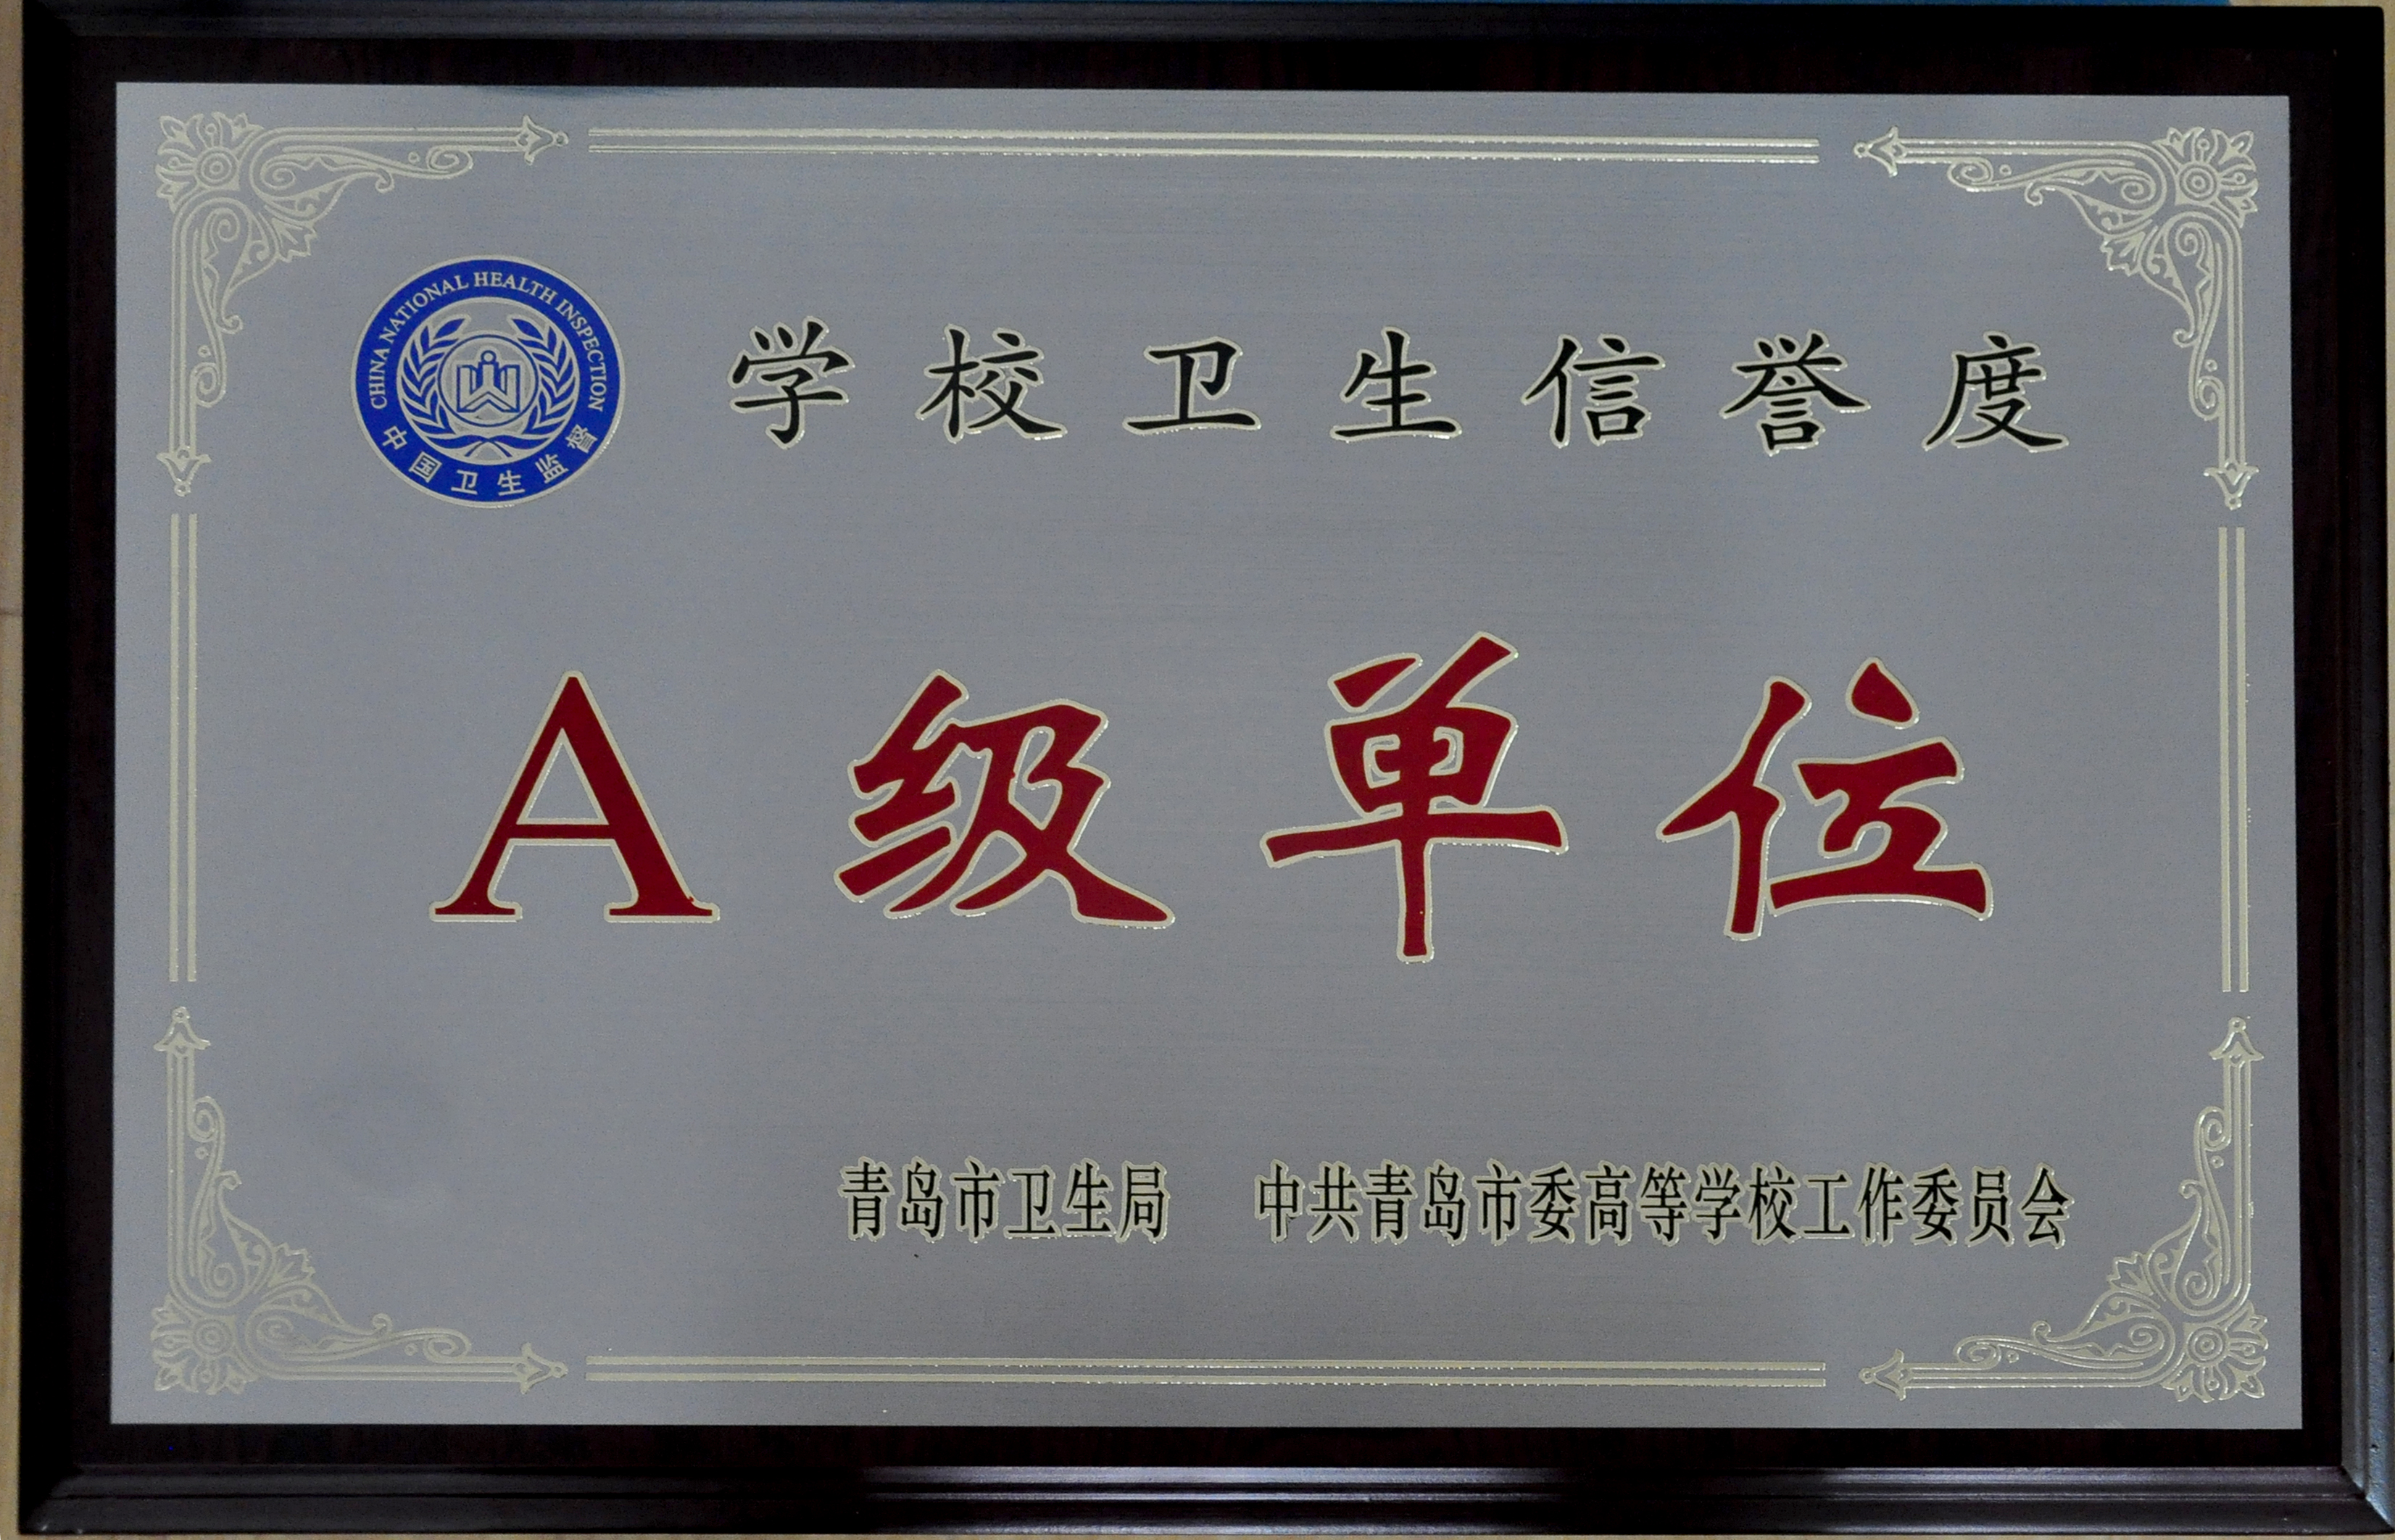 CHINA NATIONAL HEALTH INSPECTION
中国卫生监督
学校卫生信誉度
A级单位
青岛市卫生局 中共青岛市委高等学校工作委员会